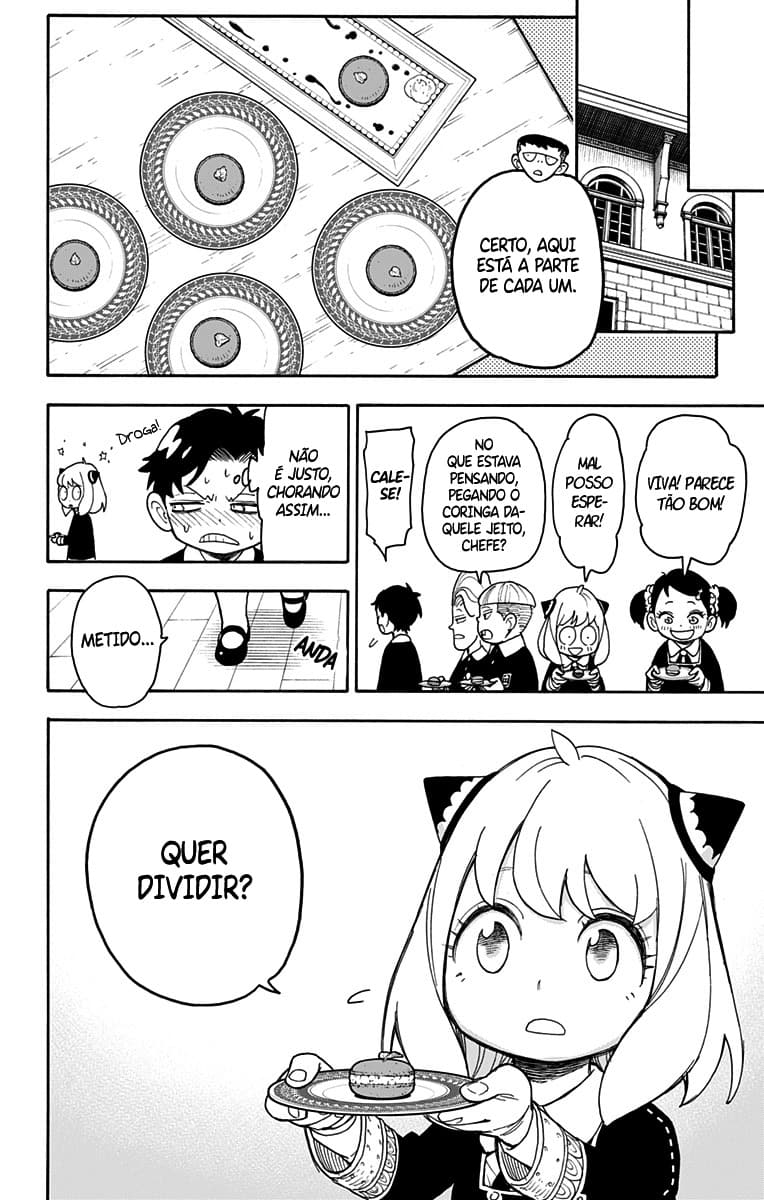 CERTO, AQUI
ESTÁ A PARTE
DE CADA UM.
VIVA! PARECE
TÃO BOM!
MAL
POSSO
ESPE-
RAR!
NO
QUE ESTAVA
PENSANDO,
PEGANDO O
CORINGA DA-
QUELE JEITO,
CHEFE?
CALE-
SE!
NÃO
É JUSTO,
CHORANDO
ASSIM...
Droga!
METIDO...
ANDA
QUER
DIVIDIR?